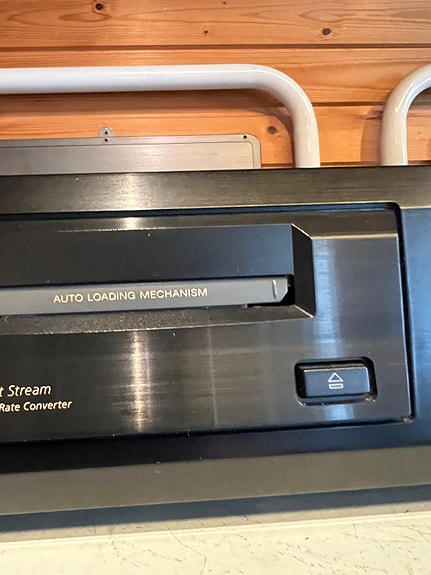 AUTO LOADING MECHANISM
t Stream
Rate Converter